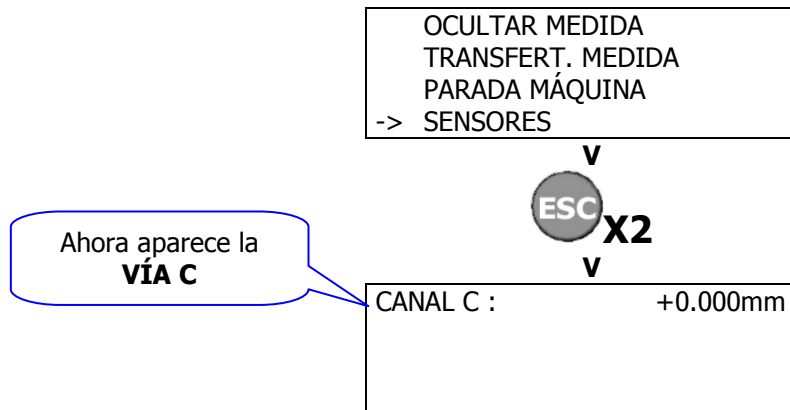 OCULTAR MEDIDA
TRANSFERT. MEDIDA
PARADA MÁQUINA
-> SENSORES
v
ESC X2
v
Ahora aparece la
VÍA C
CANAL C : +0.000mm